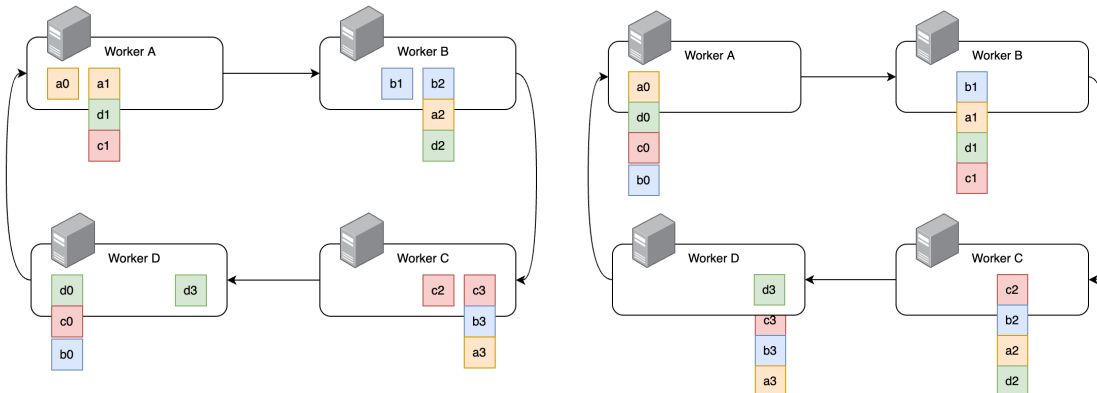 Worker A
a0 a1
d1
c1
Worker B
b1 b2
a2
d2
Worker D
d0 d3
c0
b0
Worker C
c2 c3
b3
a3
Worker A
a0
d0
c0
b0
Worker B
b1
a1
d1
c1
Worker D
d3
c3
b3
a3
Worker C
c2
b2
a2
d2